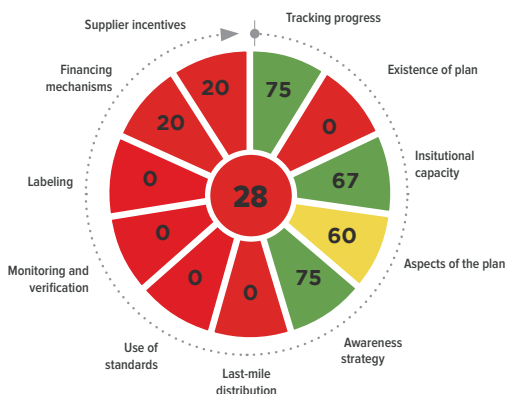 Supplier incentives
Tracking progress
Financing
mechanisms
Existence of plan
20
75
20
0
Insitutional
capacity
Labeling
0
67
28
0
60
Aspects of the plan
Monitoring and
verification
0
0
75
Use of
standards
Awareness
strategy
Last-mile
distribution